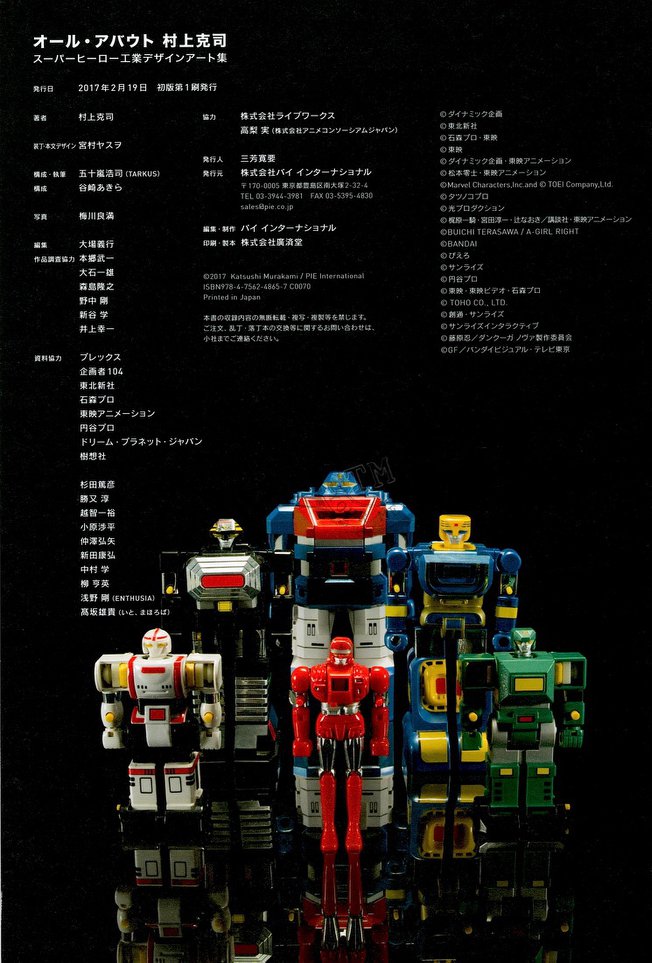 オール・アバウト 村上克司
スーパーヒーロー工業デザインアート集
発行日 2017年2月19日 初版第1刷発行
著者 村上克司
装丁・本文デザイン 宮村ヤスヲ
構成・執筆 五十嵐浩司(TARKUS)
構成 谷崎あきら
写真 梅川良満
編集 大場義行
作品調査協力 本郷武一
大石一雄
森島隆之
野中 剛
新谷 学
井上幸一
資料協力 プレックス
企画者104
東北新社
石森プロ
東映アニメーション
円谷プロ
ドリーム・プラネット・ジャパン
樹想社
杉田篤彦
勝又 淳
越智一裕
小原渉平
仲澤弘矢
新田康弘
中村 学
柳 亨英
浅野 剛(ENTHUSIA)
髙坂雄貴(いと、まほろば)
協力 株式会社ライブワークス
高梨 実(株式会社アニメコンソーシアムジャパン)
発行人 三芳寛要
発行元 株式会社パイ インターナショナル
〒170-0005 東京都豊島区南大塚2-32-4
TEL 03-3944-3981 FAX 03-5395-4830
sales@pie.co.jp
編集・制作 パイ インターナショナル
印刷・製本 株式会社廣済堂
©2017 Katsushi Murakami / PIE International
ISBN978-4-7562-4865-7 C0070
Printed in Japan
本書の収録内容の無断転載・複写・複製等を禁じます。
ご注文、乱丁・落丁本の交換等に関するお問い合わせは、
小社までご連絡ください。
©ダイナミック企画
©東北新社
©石森プロ・東映
©東映
©ダイナミック企画・東映アニメーション
©松本零士・東映アニメーション
©Marvel Characters,Inc.and © TOEI Company,Ltd.
©タツノコプロ
©光プロダクション
©梶原一騎・宮田淳一・辻なおき／講談社・東映アニメーション
©BUICHI TERASAWA / A-GIRL RIGHT
©BANDAI
©ぴえろ
©サンライズ
©円谷プロ
©東映・東映ビデオ・石森プロ
© TOHO CO., LTD.
©創通・サンライズ
©サンライズインタラクティブ
©藤原忍／ダンクーガ ノヴァ製作委員会
©GF／バンダイビジュアル・テレビ東京